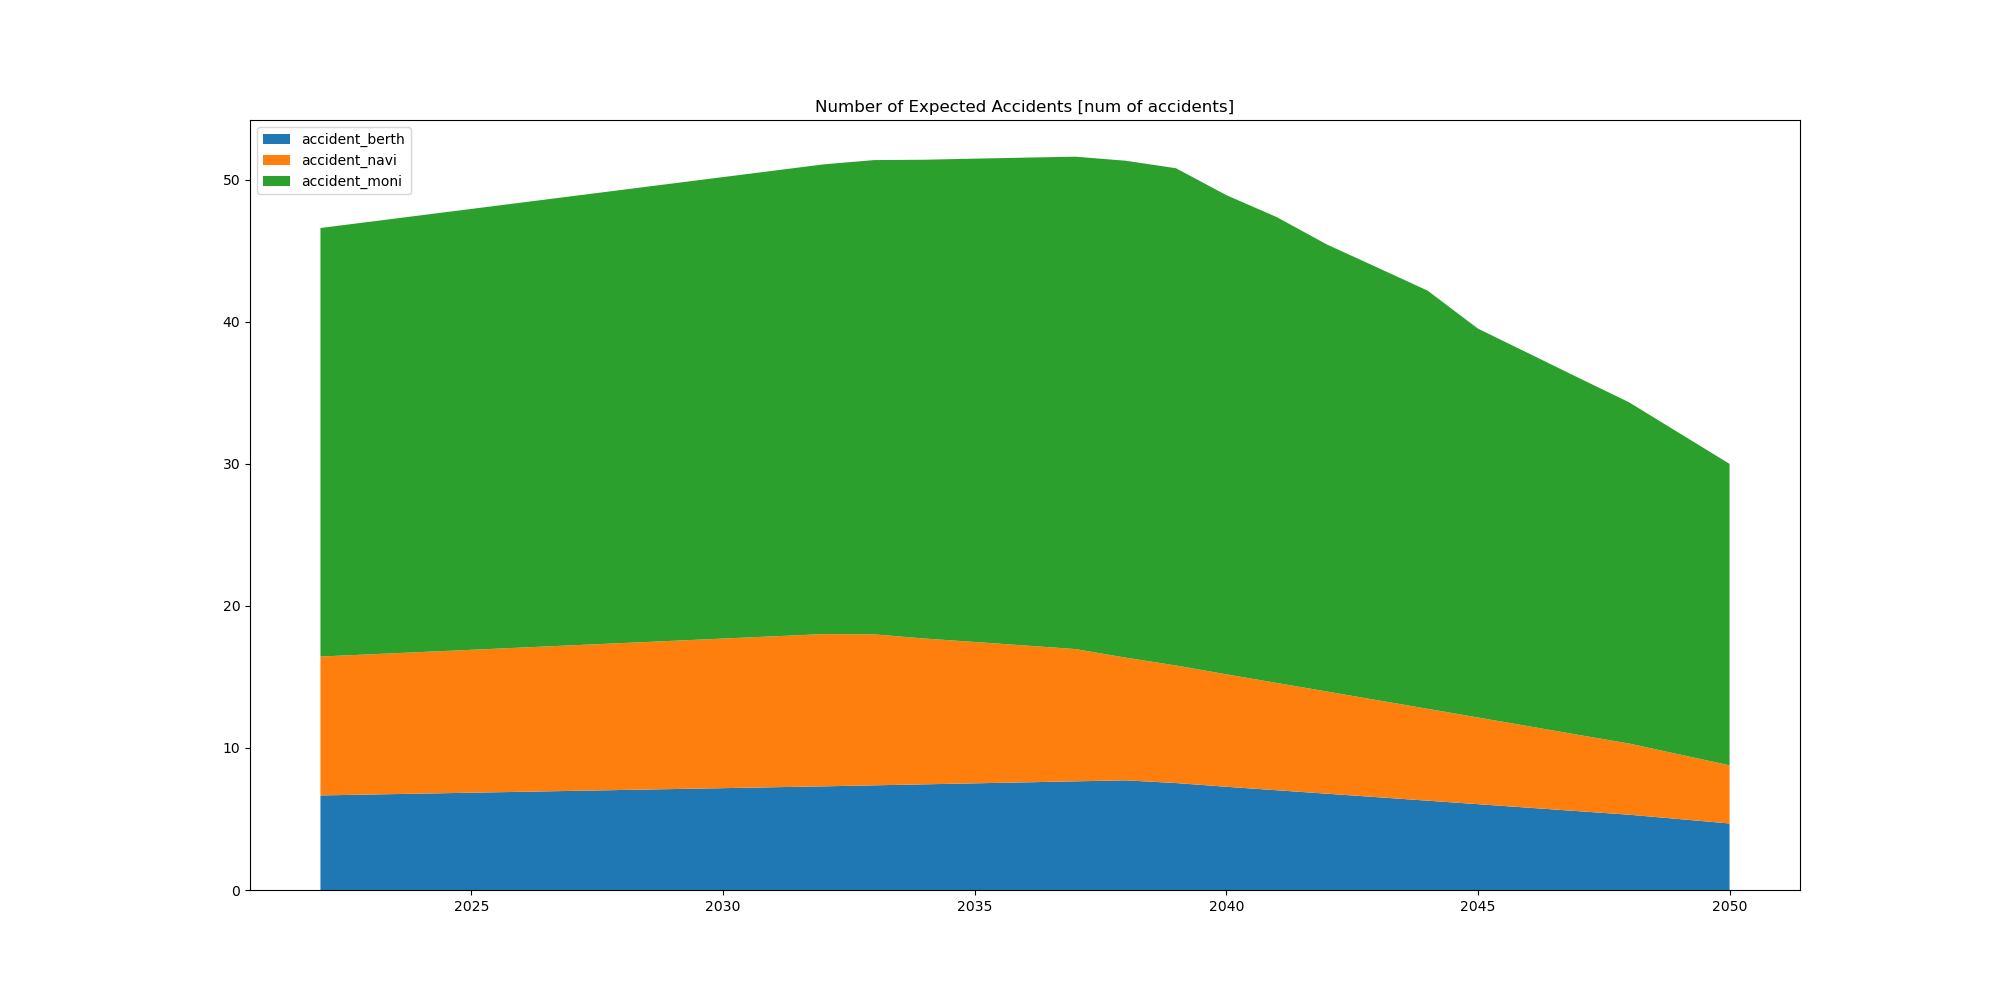 Number of Expected Accidents [num of accidents]
accident_berth
accident_navi
accident_moni
50
40
30
20
10
0
2025 2030 2035 2040 2045 2050